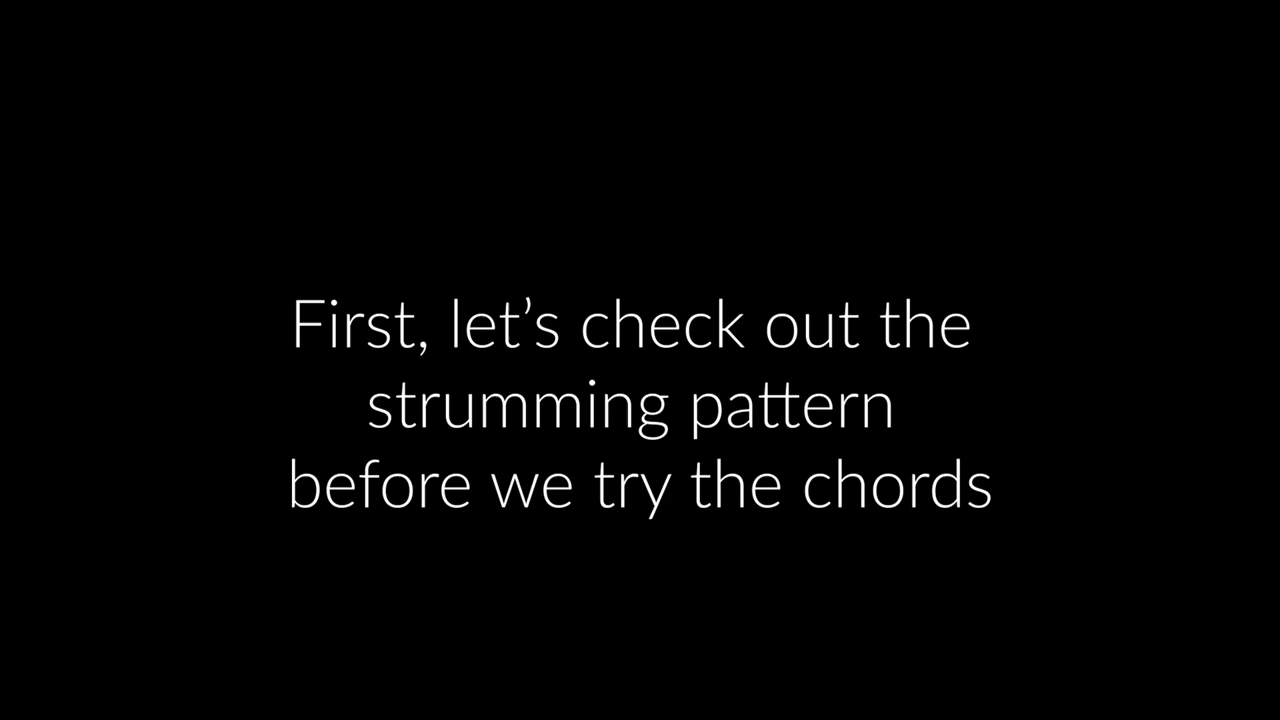 First, let’s check out the
strumming pattern
before we try the chords